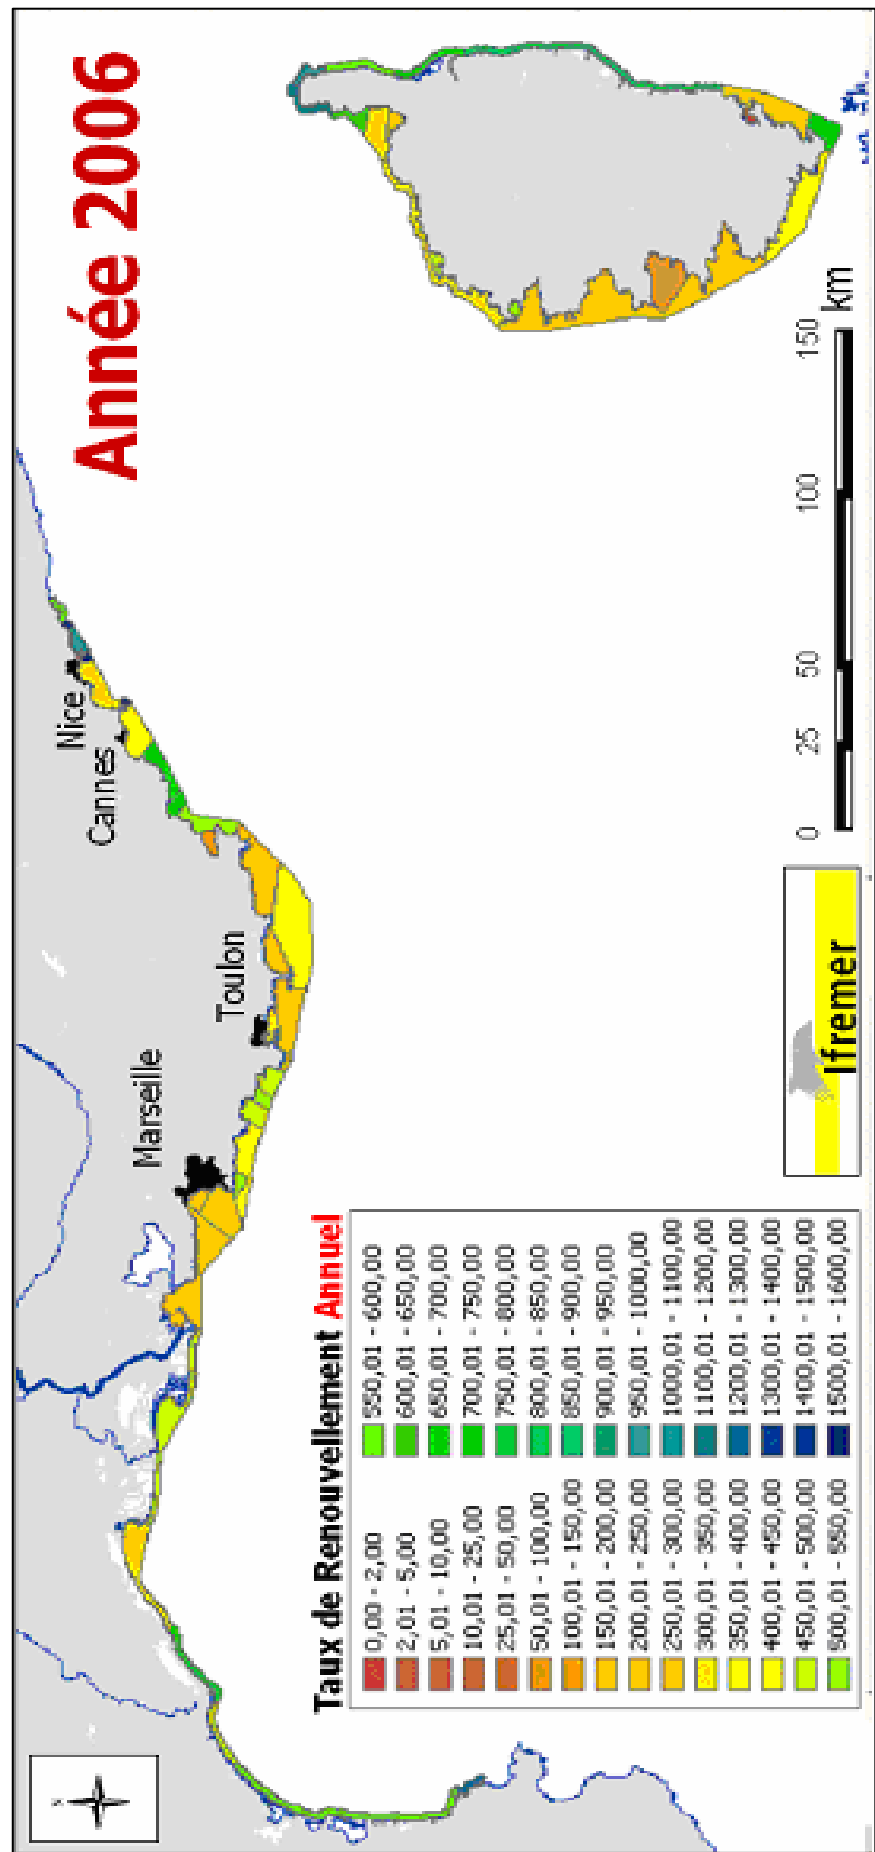 Année 2006
N
Nice
Cannes
Toulon
Marseille
Taux de Renouvellement Annuel
0,00 - 2,00
2,01 - 5,00
5,01 - 10,00
10,01 - 25,00
25,01 - 50,00
50,01 - 100,00
100,01 - 150,00
150,01 - 200,00
200,01 - 250,00
250,01 - 300,00
300,01 - 350,00
350,01 - 400,00
400,01 - 450,00
450,01 - 500,00
500,01 - 550,00
550,01 - 600,00
600,01 - 650,00
650,01 - 700,00
700,01 - 750,00
750,01 - 800,00
800,01 - 850,00
850,01 - 900,00
900,01 - 950,00
950,01 - 1000,00
1000,01 - 1100,00
1100,01 - 1200,00
1200,01 - 1300,00
1300,01 - 1400,00
1400,01 - 1500,00
1500,01 - 1600,00
Ifremer
0 25 50 100 150
km